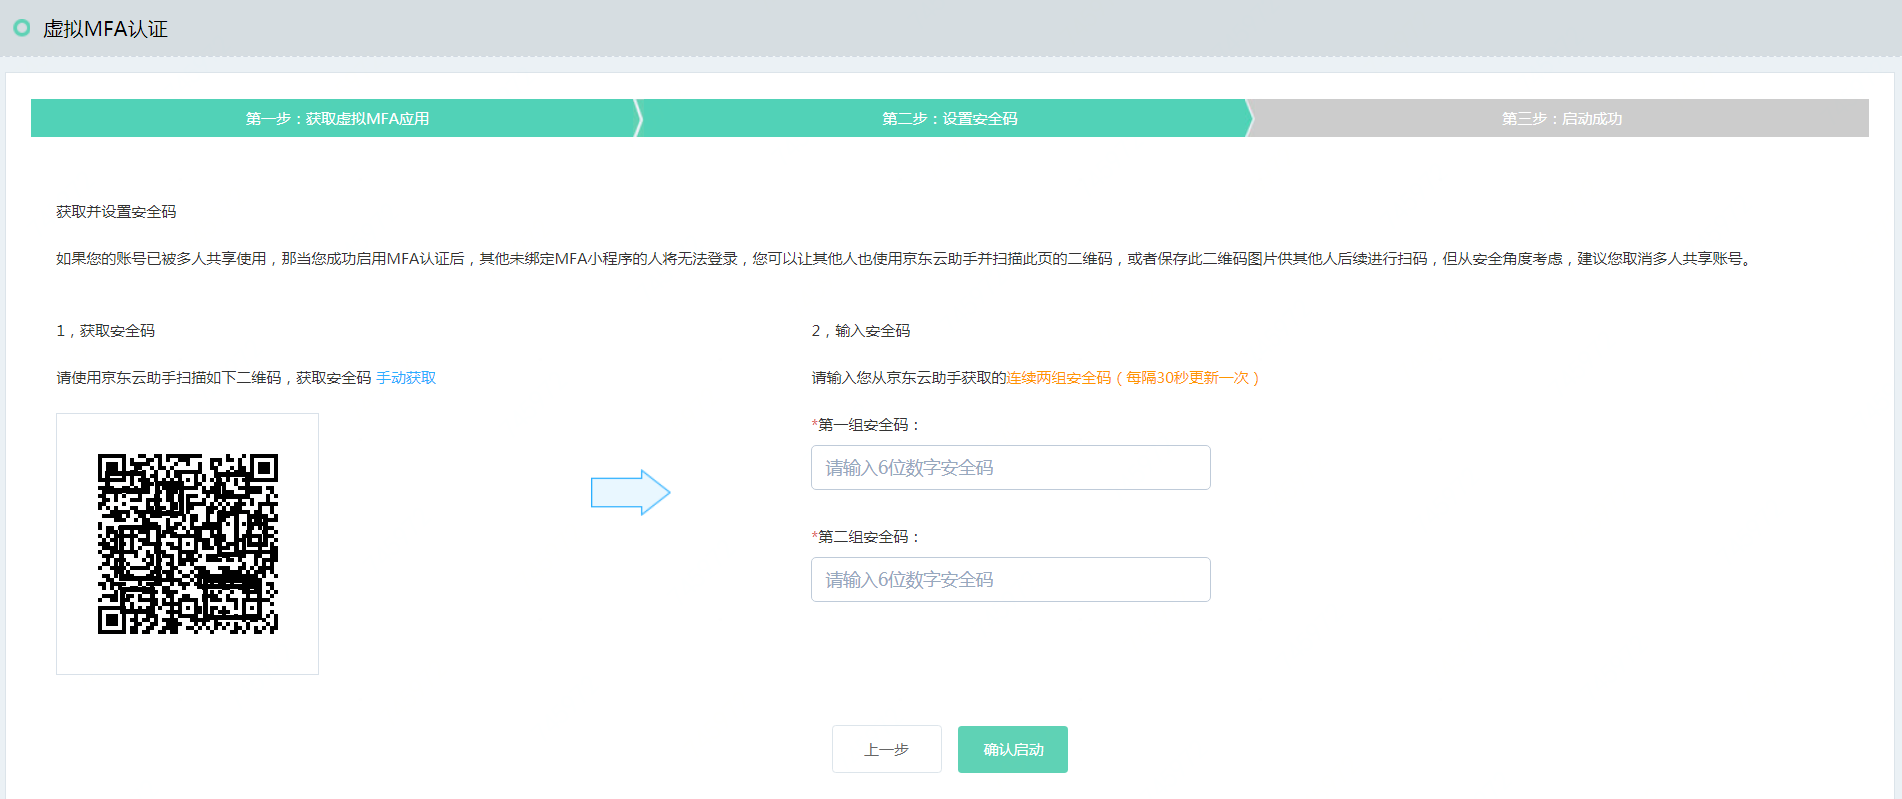 虚拟MFA认证
第一步：获取虚拟MFA应用
第二步：设置安全码
第三步：启动成功
获取并设置安全码
如果您的账号已被多人共享使用，那当您成功启用MFA认证后，其他未绑定MFA小程序的人将无法登录，您可以让其他人也使用京东云助手并扫描此页的二维码，或者保存此二维码图片供其他人后续进行扫码，但从安全角度考虑，建议您取消多人共享账号。
1，获取安全码
请使用京东云助手扫描如下二维码，获取安全码 手动获取
2，输入安全码
请输入您从京东云助手获取的连续两组安全码（每隔30秒更新一次）
*第一组安全码：
请输入6位数字安全码
*第二组安全码：
请输入6位数字安全码
上一步
确认启动